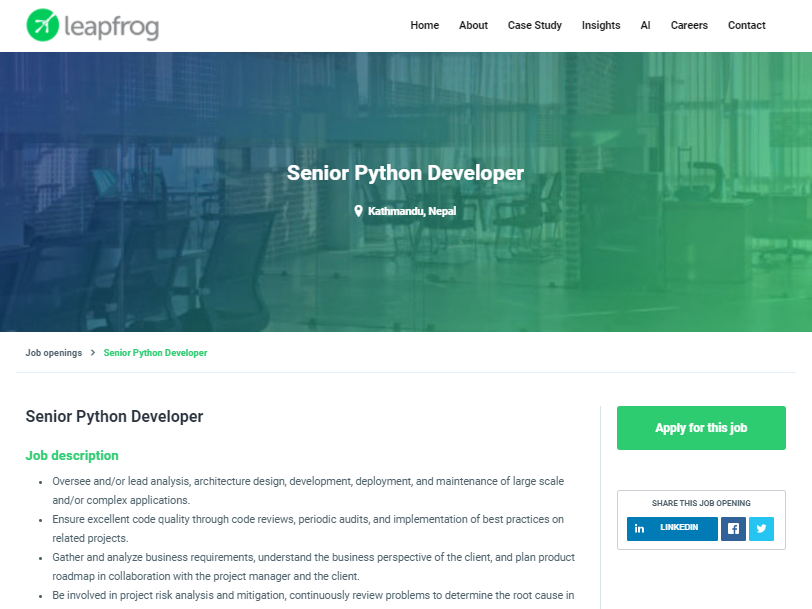 leapfrog
Home About Case Study Insights AI Careers Contact
Senior Python Developer
Kathmandu, Nepal
Job openings > Senior Python Developer
Senior Python Developer
Job description
• Oversee and/or lead analysis, architecture design, development, deployment, and maintenance of large scale
and/or complex applications.
• Ensure excellent code quality through code reviews, periodic audits, and implementation of best practices on
related projects.
• Gather and analyze business requirements, understand the business perspective of the client, and plan product
roadmap in collaboration with the project manager and the client.
• Be involved in project risk analysis and mitigation, continuously review problems to determine the root cause in
Apply for this job
SHARE THIS JOB OPENING
LINKEDIN